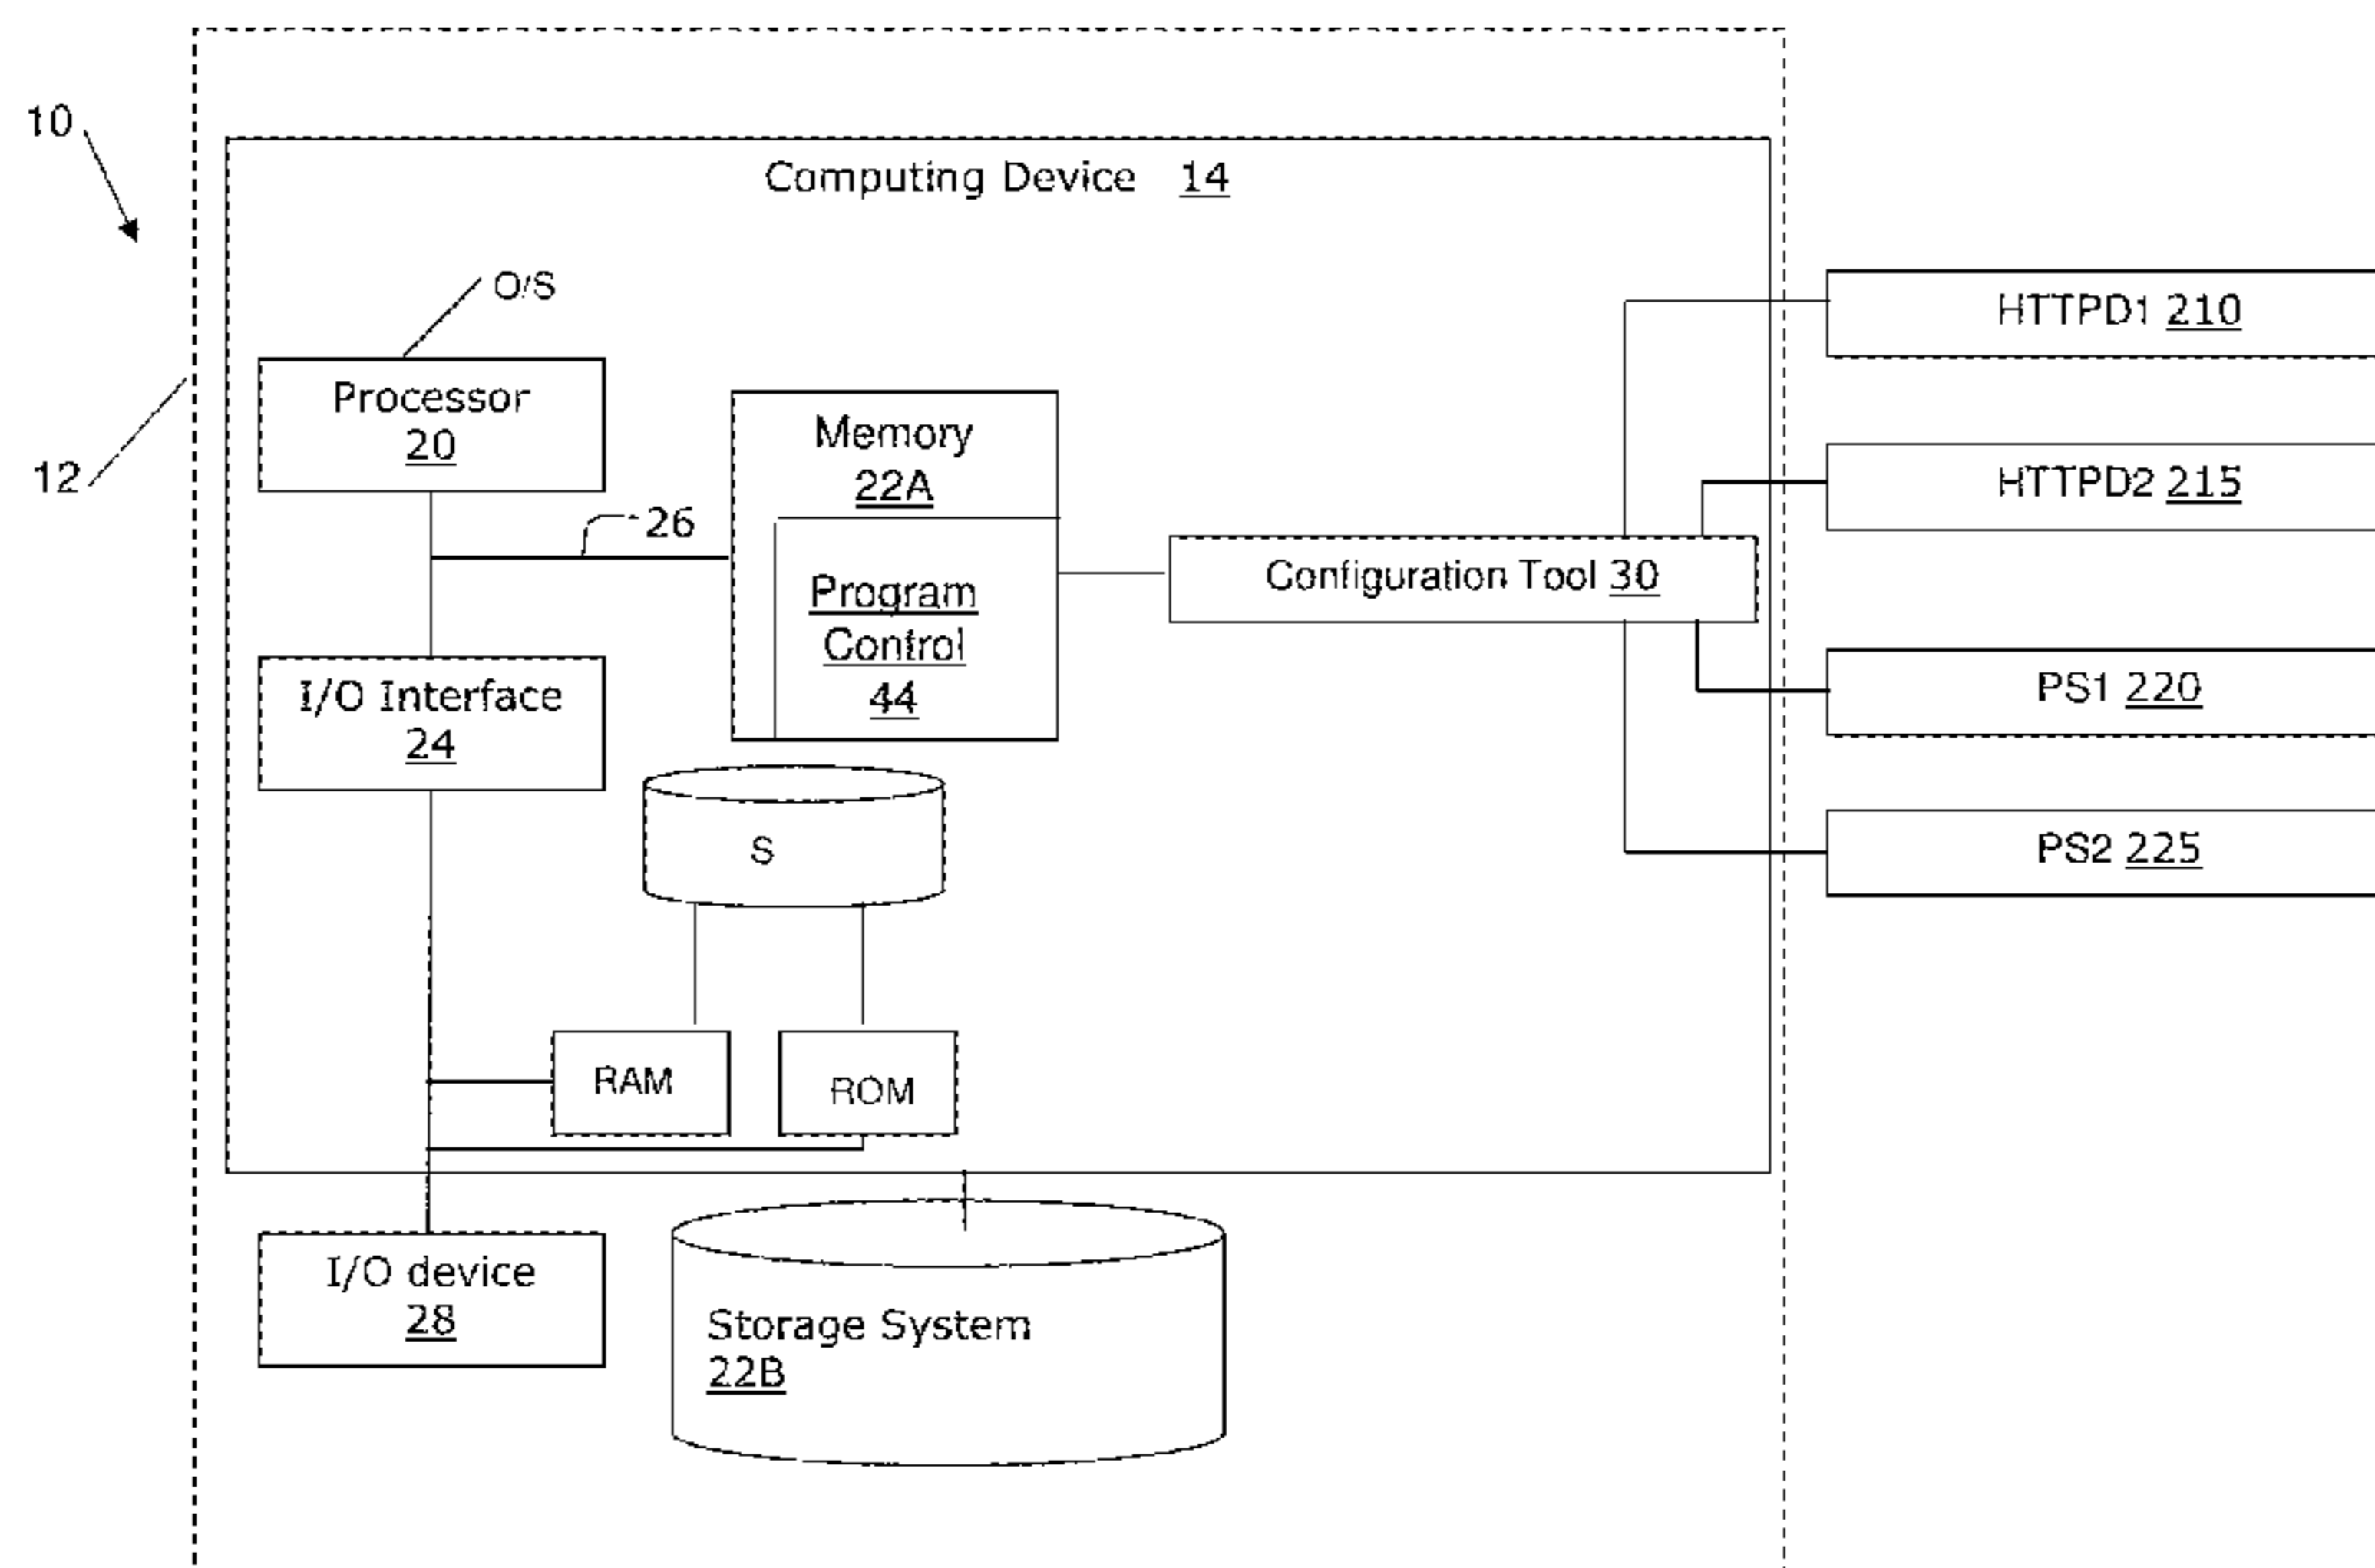 10
Computing Device 14
O/S
Processor
20
12
26
Memory
22A
Program
Control
44
Configuration Tool 30
HTTPD1 210
HTTPD2 215
PS1 220
PS2 225
I/O Interface
24
S
RAM
ROM
I/O device
28
Storage System
22B